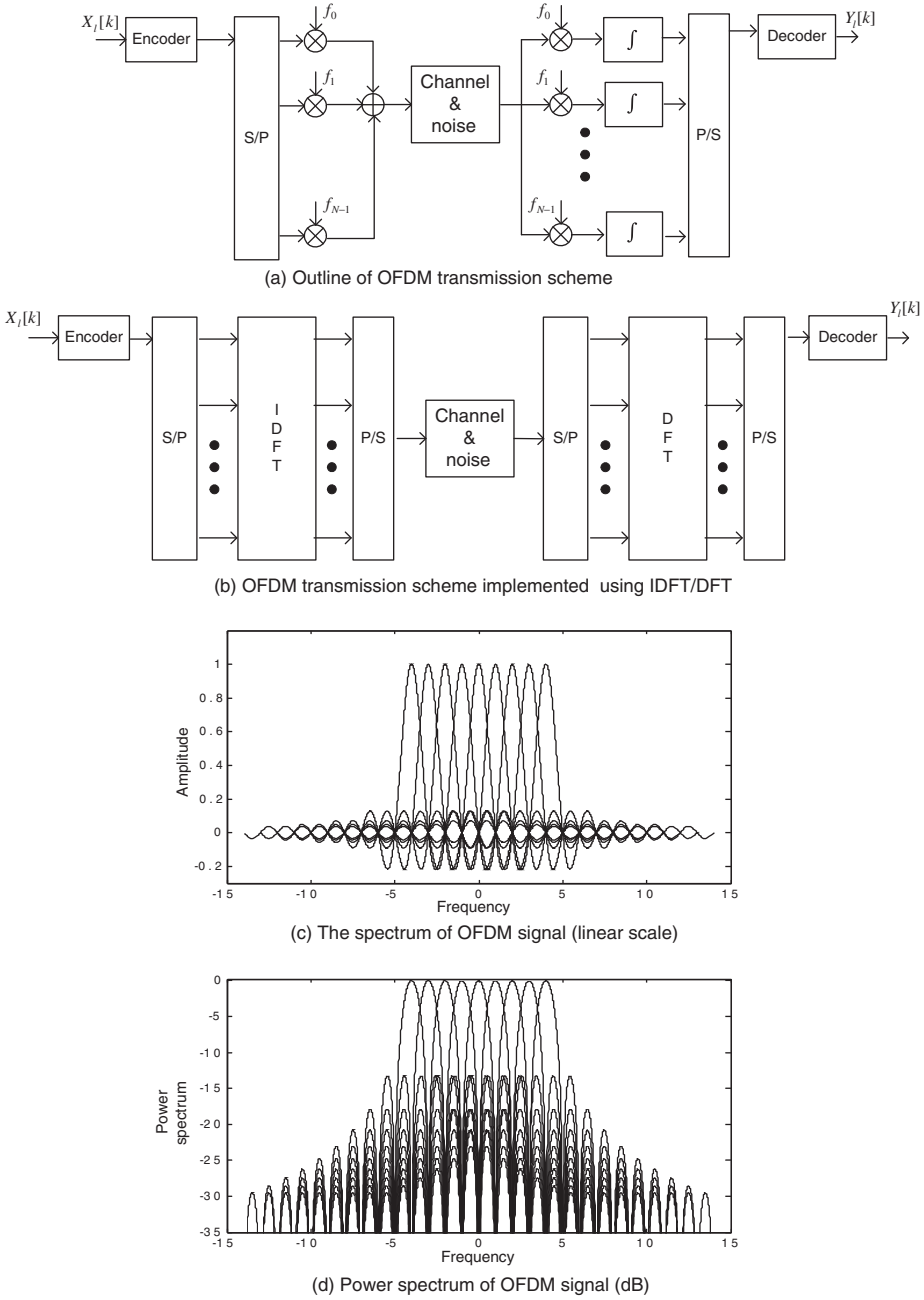 X_l[k] Encoder S/P f_0 f_1 f_{N-1} Channel & noise f_0 f_1 f_{N-1} ∫ ∫ ∫ P/S Decoder Y_l[k]
(a) Outline of OFDM transmission scheme
X_l[k] Encoder S/P I D F T P/S Channel & noise S/P D F T P/S Decoder Y_l[k]
(b) OFDM transmission scheme implemented using IDFT/DFT
Amplitude
1
0.8
0.6
0.4
0.2
0
-0.2
-15 -10 -5 0 5 10 15
Frequency
(c) The spectrum of OFDM signal (linear scale)
Power
spectrum
0
-5
-10
-15
-20
-25
-30
-35
-15 -10 -5 0 5 10 15
Frequency
(d) Power spectrum of OFDM signal (dB)